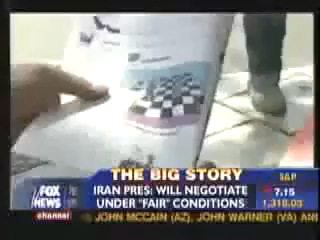 THE BIG STORY
IRAN PRES: WILL NEGOTIATE
UNDER "FAIR" CONDITIONS
FOX
NEWS
channel
S&P
7.15
1,318.03
JOHN MCCAIN (AZ), JOHN WARNER (VA) AN